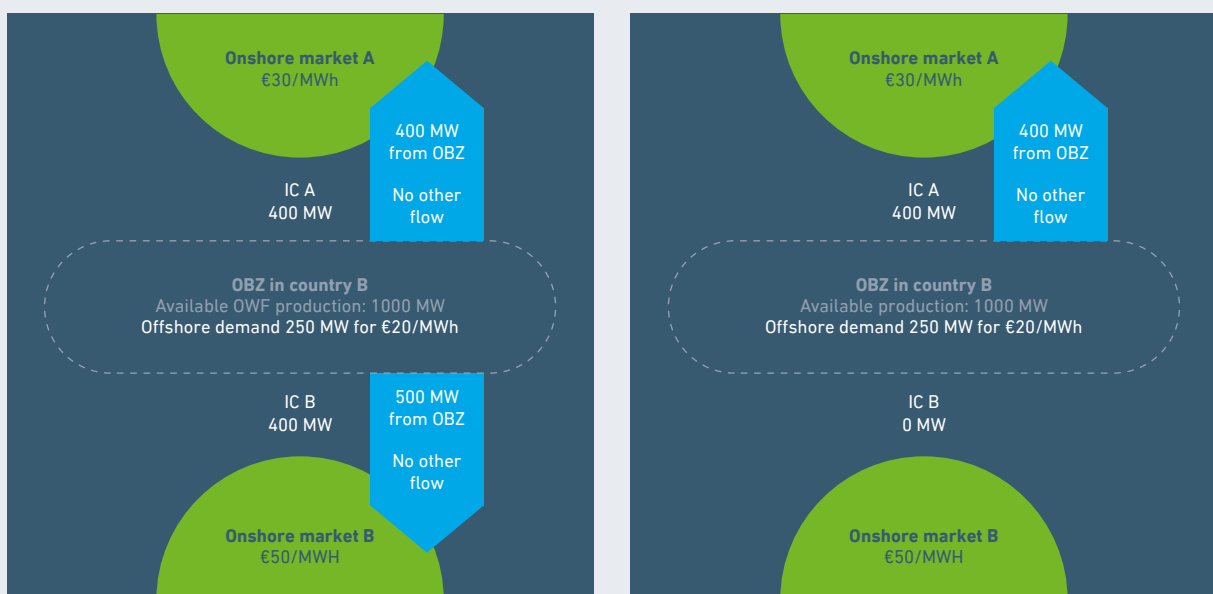 Onshore market A
€30/MWh
400 MW
from OBZ
No other
flow
IC A
400 MW
OBZ in country B
Available OWF production: 1000 MW
Offshore demand 250 MW for €20/MWh
IC B
400 MW
500 MW
from OBZ
No other
flow
Onshore market B
€50/MWH
Onshore market A
€30/MWh
400 MW
from OBZ
No other
flow
IC A
400 MW
OBZ in country B
Available production: 1000 MW
Offshore demand 250 MW for €20/MWh
IC B
0 MW
Onshore market B
€50/MWH